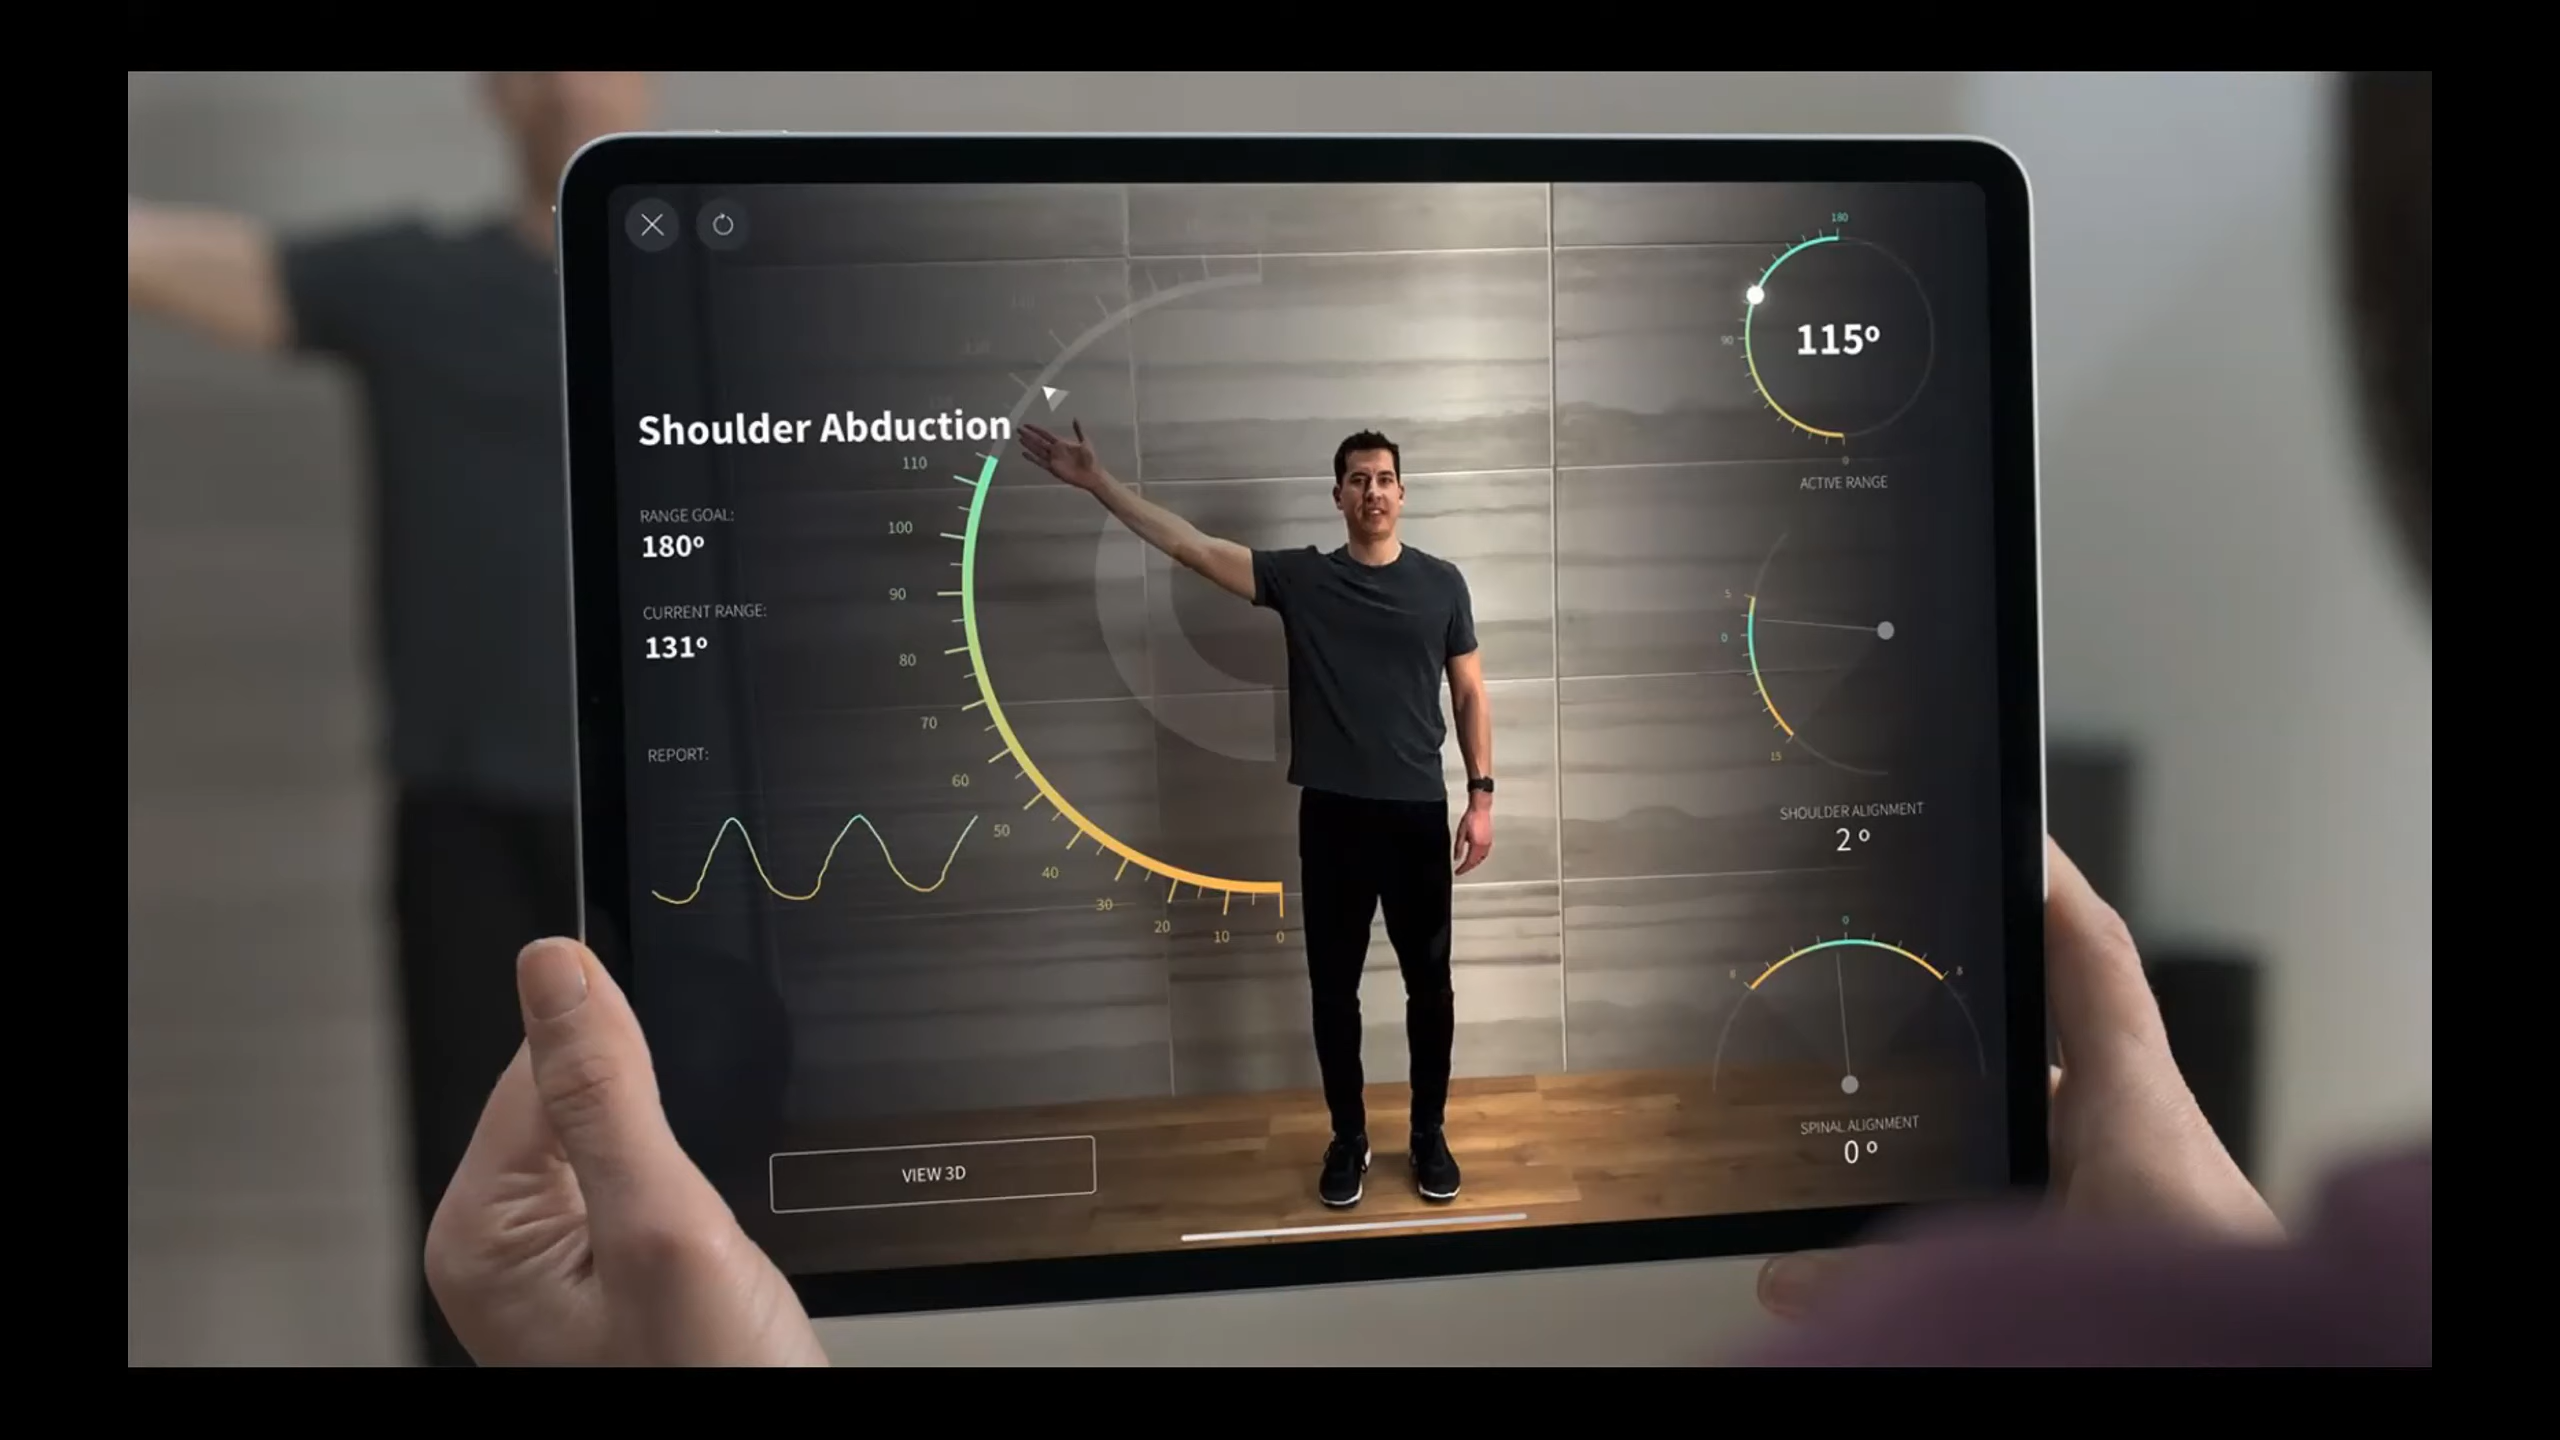 Shoulder Abduction
RANGE GOAL:
180º
CURRENT RANGE:
131º
REPORT:
110
100
90
80
70
60
50
40
30
20
10
0
VIEW 3D
180
90
115º
0
ACTIVE RANGE
5
0
15
SHOULDER ALIGNMENT
2 º
0
8
8
SPINAL ALIGNMENT
0 º